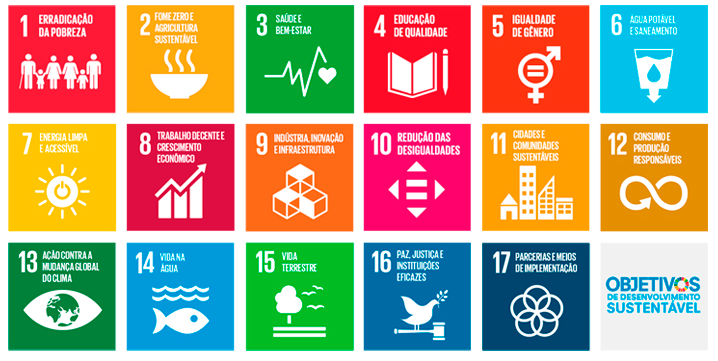 1 ERRADICAÇÃO
DA POBREZA
2 FOME ZERO E
AGRICULTURA
SUSTENTÁVEL
3 SAÚDE E
BEM-ESTAR
4 EDUCAÇÃO
DE QUALIDADE
5 IGUALDADE
DE GÊNERO
6 ÁGUA POTÁVEL
E SANEAMENTO
7 ENERGIA LIMPA
E ACESSÍVEL
8 TRABALHO DECENTE E
CRESCIMENTO
ECONÔMICO
9 INDÚSTRIA, INOVAÇÃO
E INFRAESTRUTURA
10 REDUÇÃO DAS
DESIGUALDADES
11 CIDADES E
COMUNIDADES
SUSTENTÁVEIS
12 CONSUMO E
PRODUÇÃO
RESPONSÁVEIS
13 AÇÃO CONTRA A
MUDANÇA GLOBAL
DO CLIMA
14 VIDA NA
ÁGUA
15 VIDA
TERRESTRE
16 PAZ, JUSTIÇA E
INSTITUIÇÕES
EFICAZES
17 PARCERIAS E MEIOS
DE IMPLEMENTAÇÃO
OBJETIVOS
DE DESENVOLVIMENTO
SUSTENTÁVEL